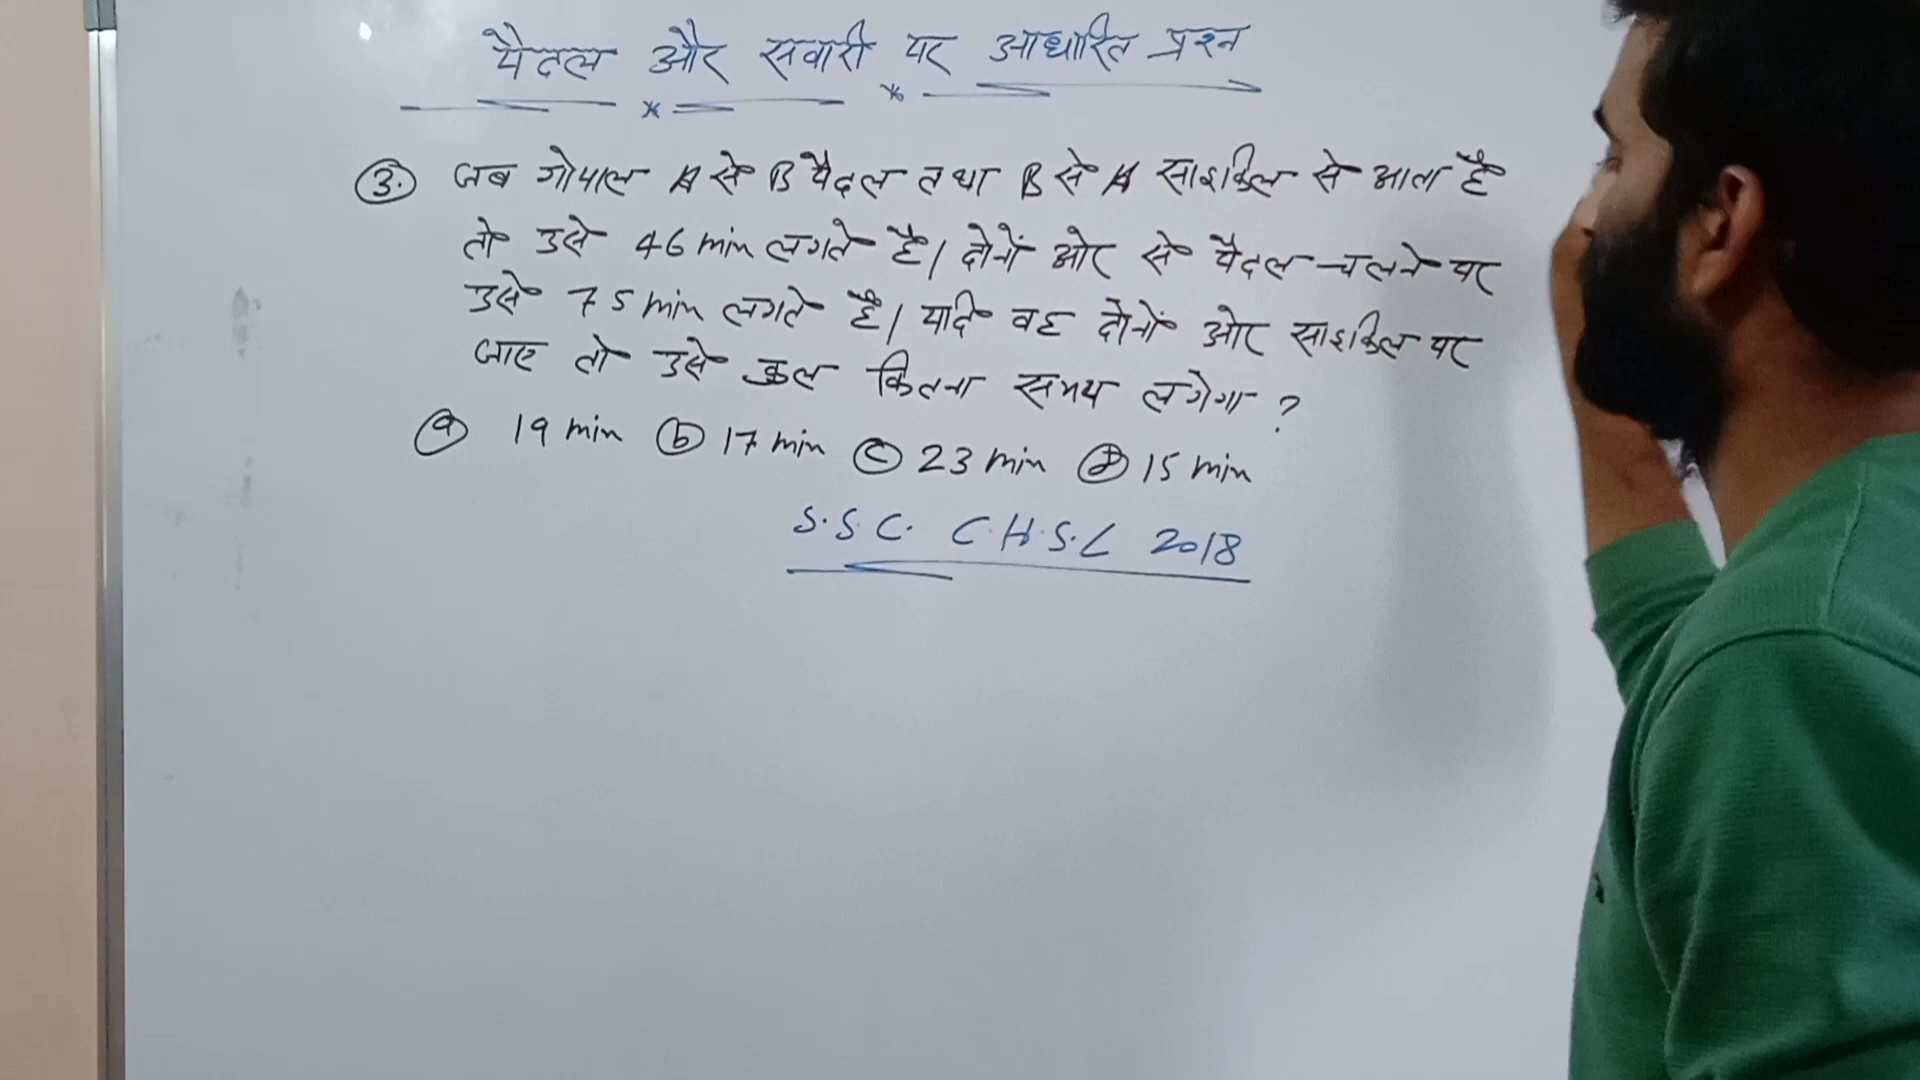 पैदल और सवारी पर आधारित प्रश्न
③. जब गोपाल A से B पैदल तथा B से A साइकिल से आता है
तो उसे 46 min लगते है। दोनों ओर से पैदल चलने पर
उसे 75 min लगते है। यदि वह दोनों ओर साइकिल पर
जाए तो उसे कुल कितना समय लगेगा ?
ⓐ 19 min ⓑ 17 min ⓒ 23 min ⓓ 15 min
S.S.C. C.H.S.L 2018